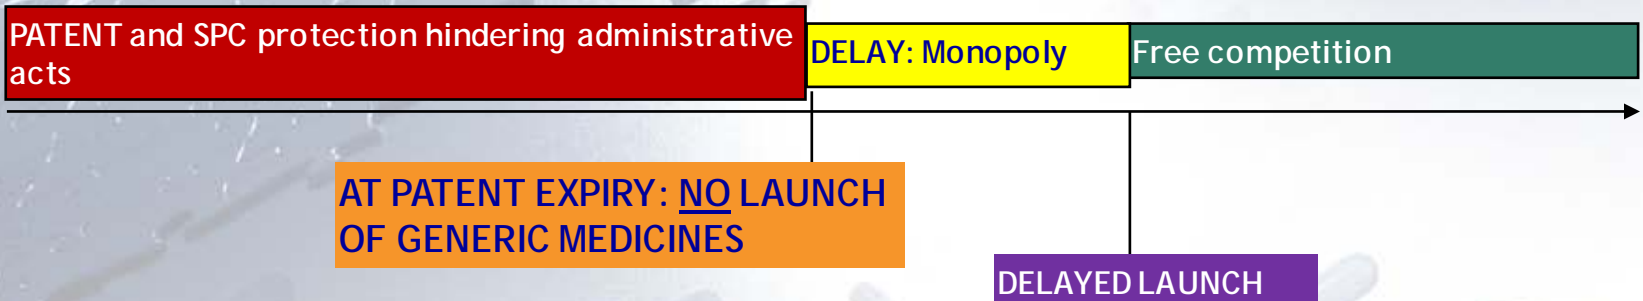 PATENT and SPC protection hindering administrative
acts
DELAY: Monopoly
Free competition
AT PATENT EXPIRY: NO LAUNCH
OF GENERIC MEDICINES
DELAYED LAUNCH